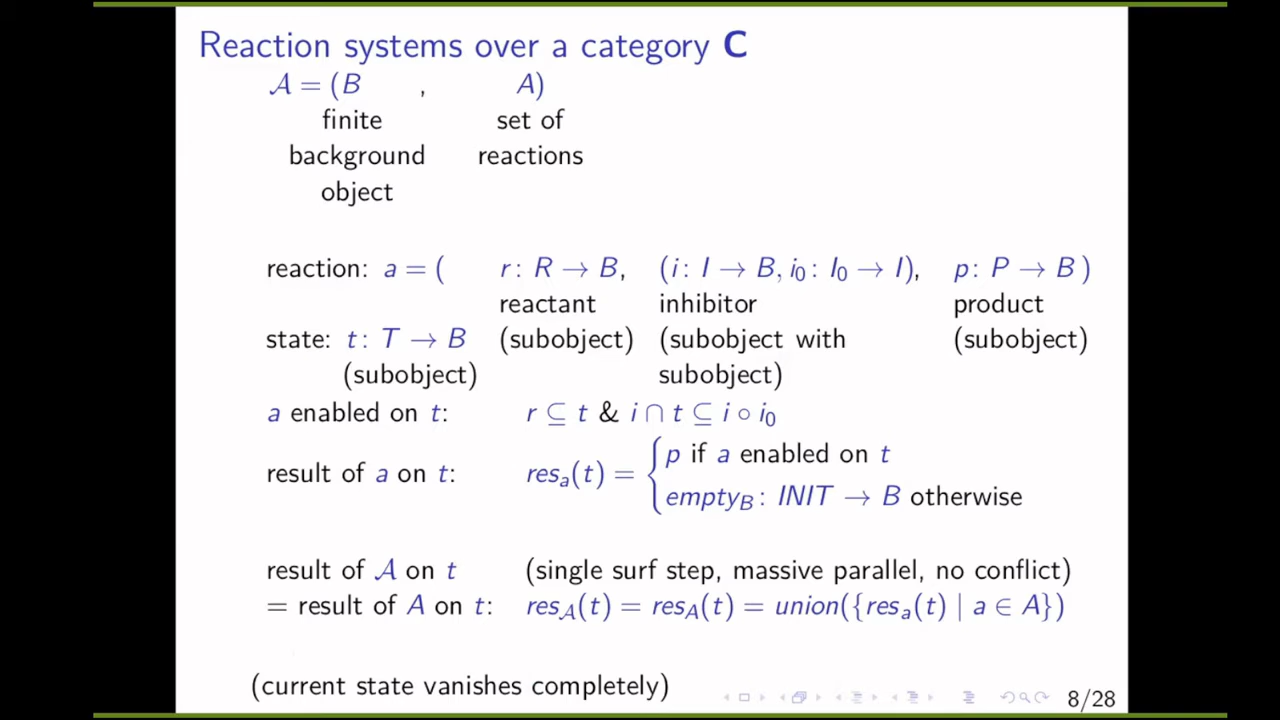 Reaction systems over a category C
𝒜 = (B , A)
finite set of
background reactions
object
reaction: a = ( r: R → B, (i: I → B, i₀: I₀ → I), p: P → B )
reactant inhibitor product
state: t: T → B (subobject) (subobject with (subobject)
(subobject) subobject)
a enabled on t: r ⊆ t & i ∩ t ⊆ i ∘ i₀
result of a on t: resₐ(t) = { p if a enabled on t
empty_B: INIT → B otherwise
result of 𝒜 on t (single surf step, massive parallel, no conflict)
= result of A on t: res_𝒜(t) = res_A(t) = union({resₐ(t) | a ∈ A})
(current state vanishes completely)
8/28